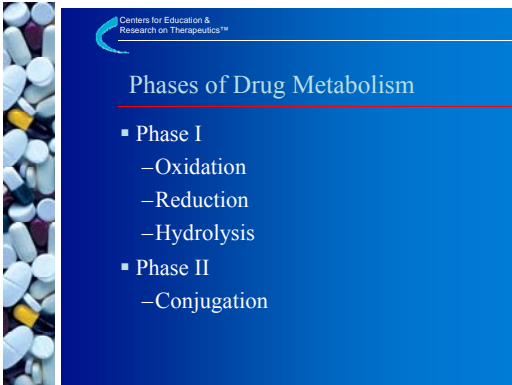 Centers for Education &
Research on Therapeutics™
Phases of Drug Metabolism
▪ Phase I
–Oxidation
–Reduction
–Hydrolysis
▪ Phase II
–Conjugation